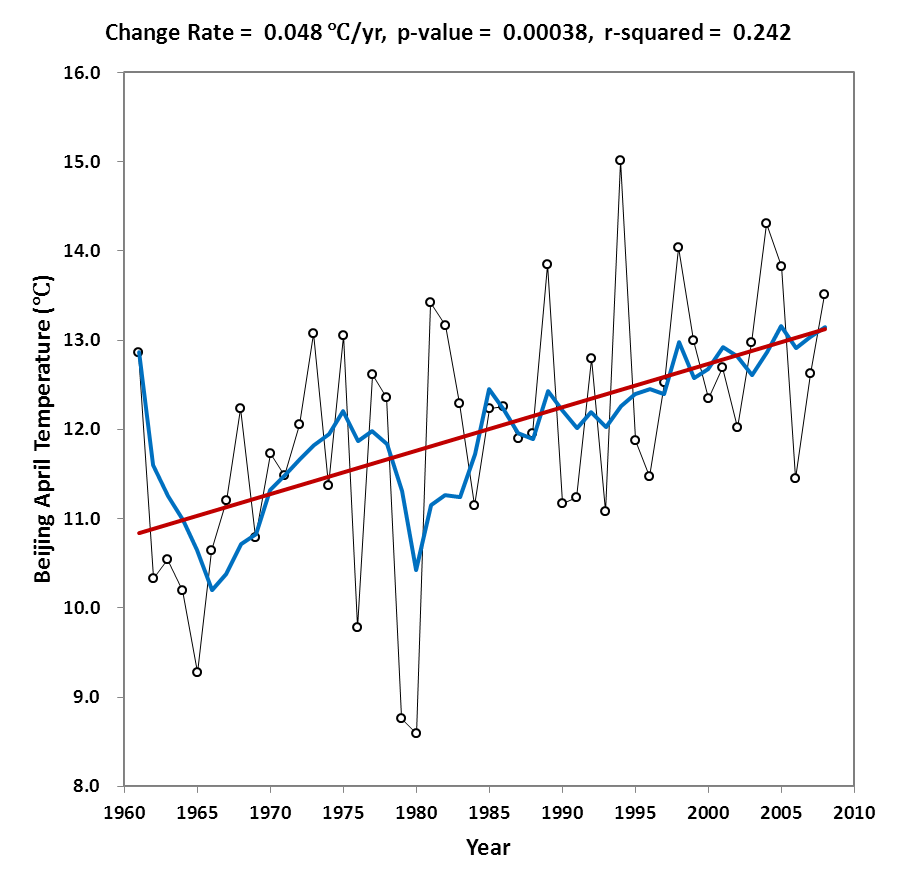 Change Rate = 0.048 ℃/yr, p-value = 0.00038, r-squared = 0.242
16.0
15.0
14.0
13.0
12.0
11.0
10.0
9.0
8.0
Beijing April Temperature (℃)
1960 1965 1970 1975 1980 1985 1990 1995 2000 2005 2010
Year